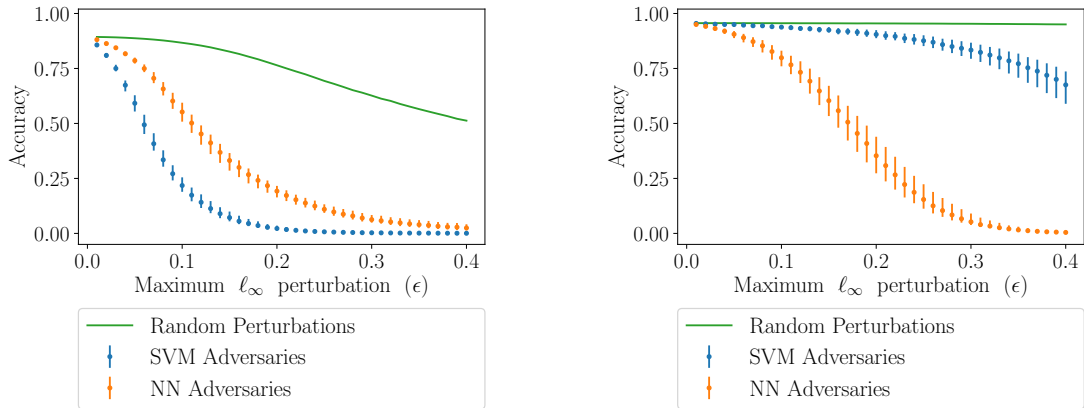 1.00
0.75
0.50
0.25
0.00
Accuracy
0.0 0.1 0.2 0.3 0.4
Maximum ℓ∞ perturbation (ϵ)
Random Perturbations
SVM Adversaries
NN Adversaries
1.00
0.75
0.50
0.25
0.00
Accuracy
0.0 0.1 0.2 0.3 0.4
Maximum ℓ∞ perturbation (ϵ)
Random Perturbations
SVM Adversaries
NN Adversaries